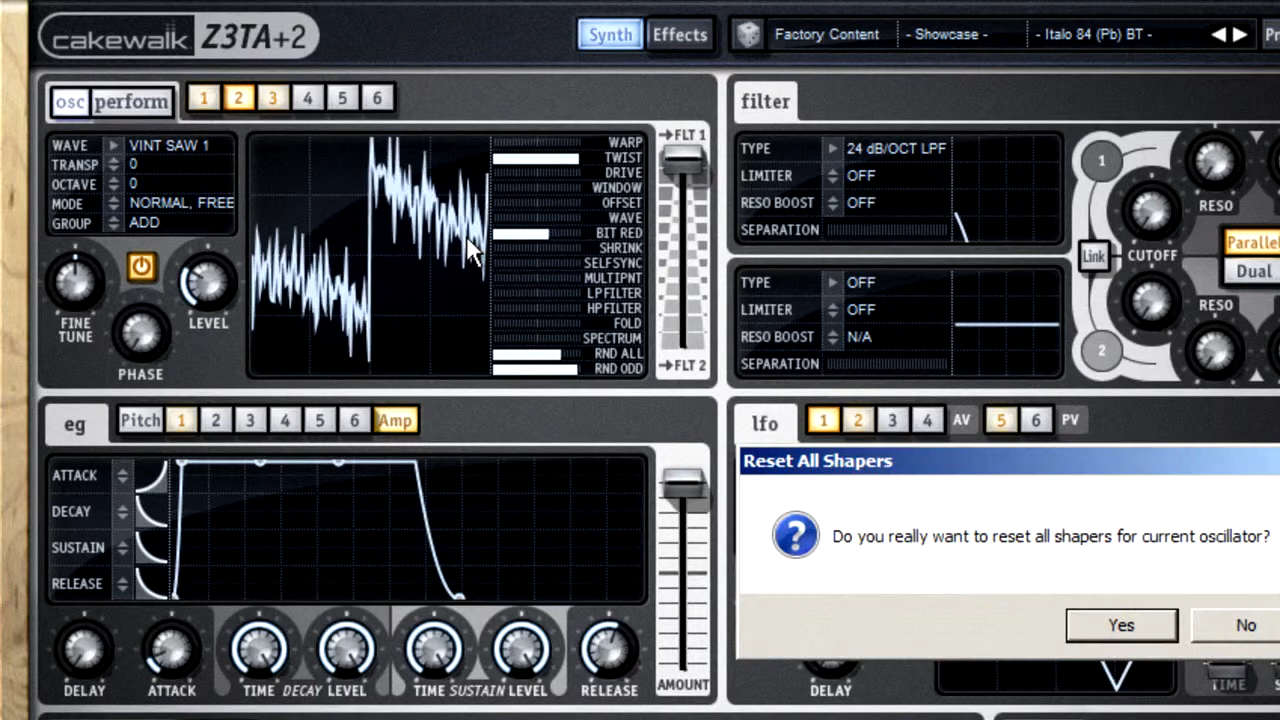 cakewalk Z3TA+2
Synth Effects
Factory Content - Showcase - - Italo 84 (Pb) BT -
osc perform 1 2 3 4 5 6
WAVE VINT SAW 1
TRANSP 0
OCTAVE 0
MODE NORMAL, FREE
GROUP ADD
FINE TUNE
PHASE
LEVEL
WARP
TWIST
DRIVE
WINDOW
OFFSET
WAVE
BIT RED
SHRINK
SELFSYNC
MULTIPNT
LP FILTER
HP FILTER
FOLD
SPECTRUM
RND ALL
RND ODD
FLT 1
FLT 2
filter
TYPE 24 dB/OCT LPF
LIMITER OFF
RESO BOOST OFF
SEPARATION
TYPE OFF
LIMITER OFF
RESO BOOST N/A
SEPARATION
1
Link
2
RESO
CUTOFF
RESO
Parallel
Dual
eg Pitch 1 2 3 4 5 6 Amp
ATTACK
DECAY
SUSTAIN
RELEASE
DELAY ATTACK TIME DECAY LEVEL TIME SUSTAIN LEVEL RELEASE
AMOUNT
lfo 1 2 3 4 AV 5 6 PV
Reset All Shapers
Do you really want to reset all shapers for current oscillator?
Yes No
DELAY TIME